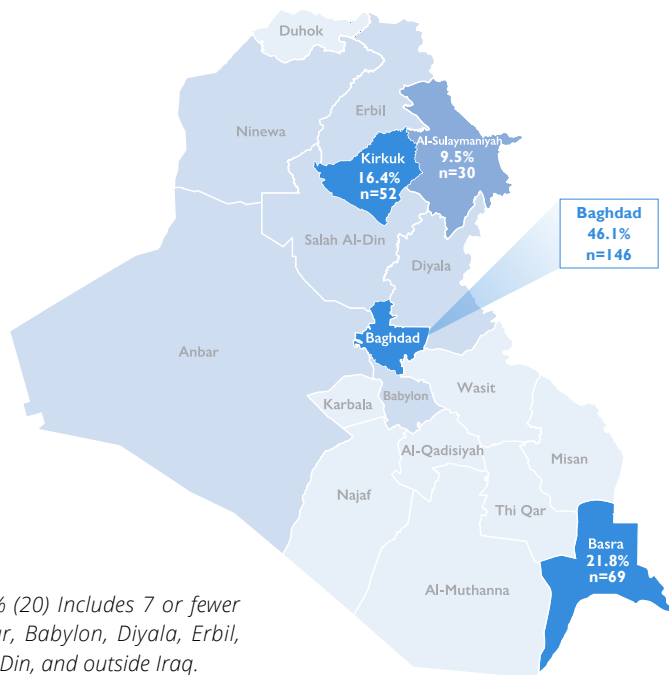 Duhok
Erbil
Ninewa
Al-Sulaymaniyah
9.5%
n=30
Kirkuk
16.4%
n=52
Baghdad
46.1%
n=146
Salah Al-Din
Diyala
Baghdad
Anbar
Wasit
Babylon
Karbala
Al-Qadisiyah
Misan
Najaf
Thi Qar
Basra
21.8%
n=69
Al-Muthanna
% (20) Includes 7 or fewer
Babylon, Diyala, Erbil,
Din, and outside Iraq.